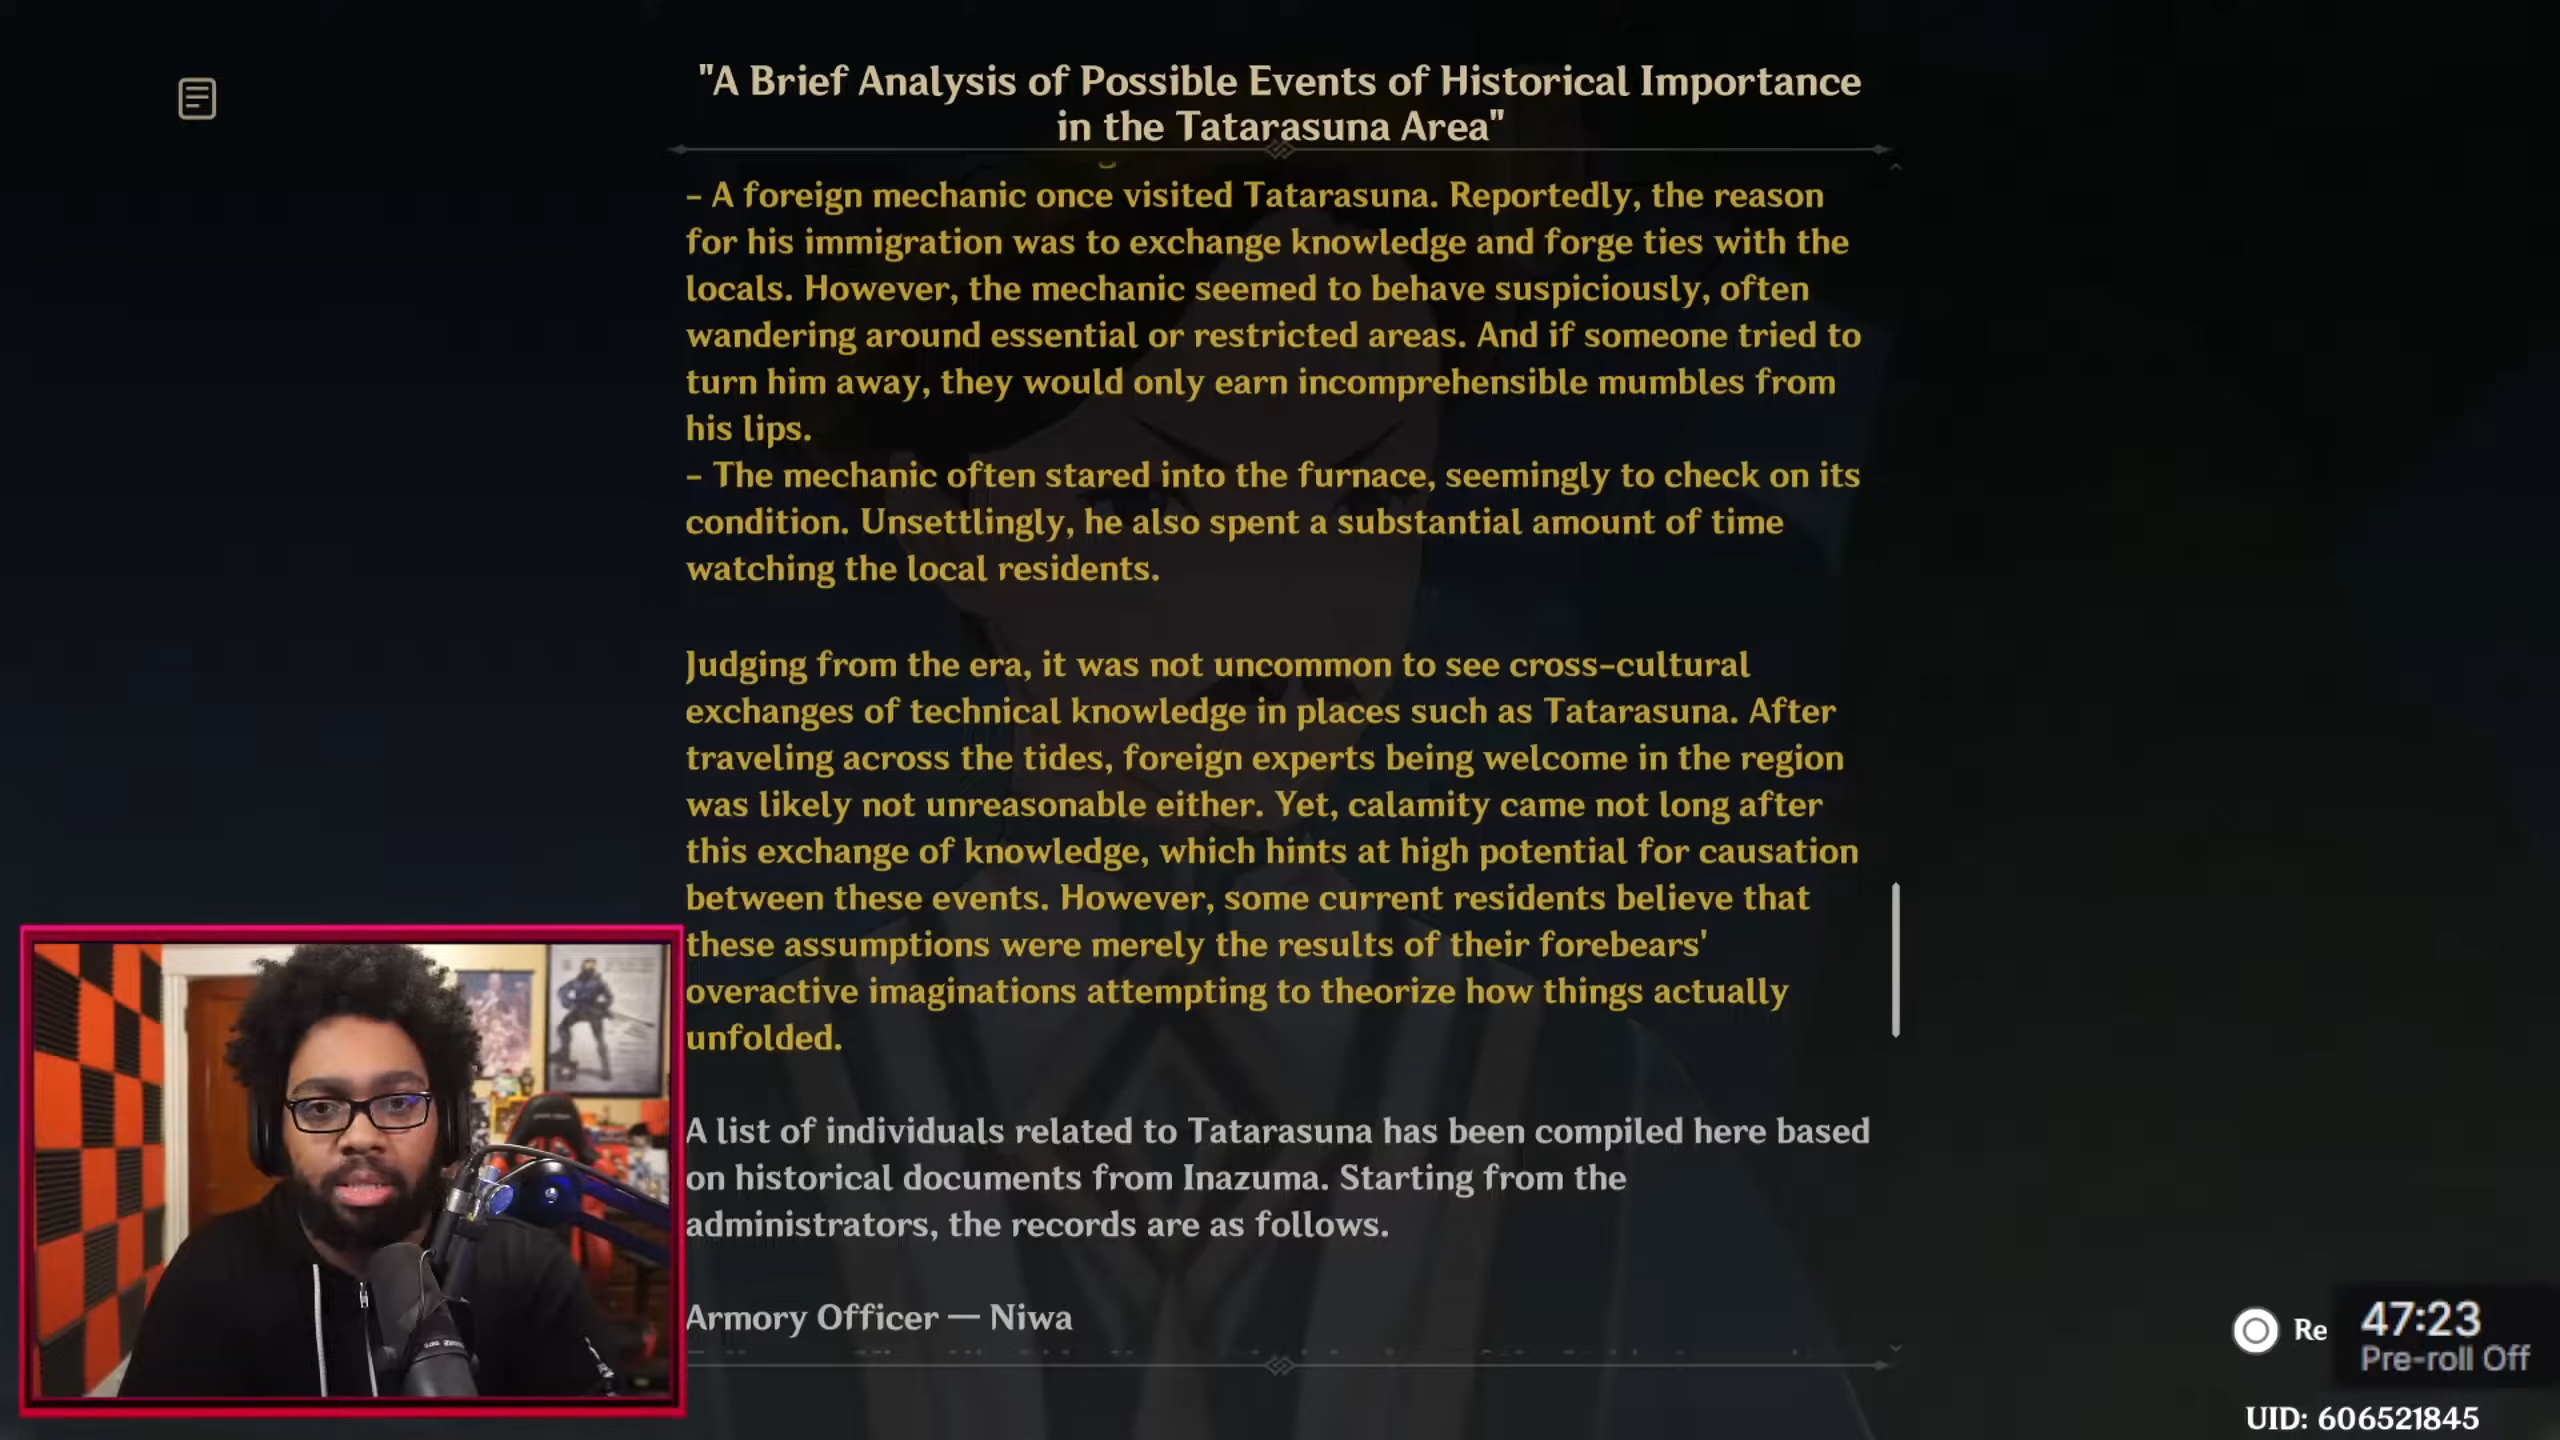 "A Brief Analysis of Possible Events of Historical Importance
in the Tatarasuna Area"
– A foreign mechanic once visited Tatarasuna. Reportedly, the reason
for his immigration was to exchange knowledge and forge ties with the
locals. However, the mechanic seemed to behave suspiciously, often
wandering around essential or restricted areas. And if someone tried to
turn him away, they would only earn incomprehensible mumbles from
his lips.
– The mechanic often stared into the furnace, seemingly to check on its
condition. Unsettlingly, he also spent a substantial amount of time
watching the local residents.
Judging from the era, it was not uncommon to see cross-cultural
exchanges of technical knowledge in places such as Tatarasuna. After
traveling across the tides, foreign experts being welcome in the region
was likely not unreasonable either. Yet, calamity came not long after
this exchange of knowledge, which hints at high potential for causation
between these events. However, some current residents believe that
these assumptions were merely the results of their forebears'
overactive imaginations attempting to theorize how things actually
unfolded.
A list of individuals related to Tatarasuna has been compiled here based
on historical documents from Inazuma. Starting from the
administrators, the records are as follows.
Armory Officer — Niwa
Re
47:23
Pre-roll Off
UID: 606521845